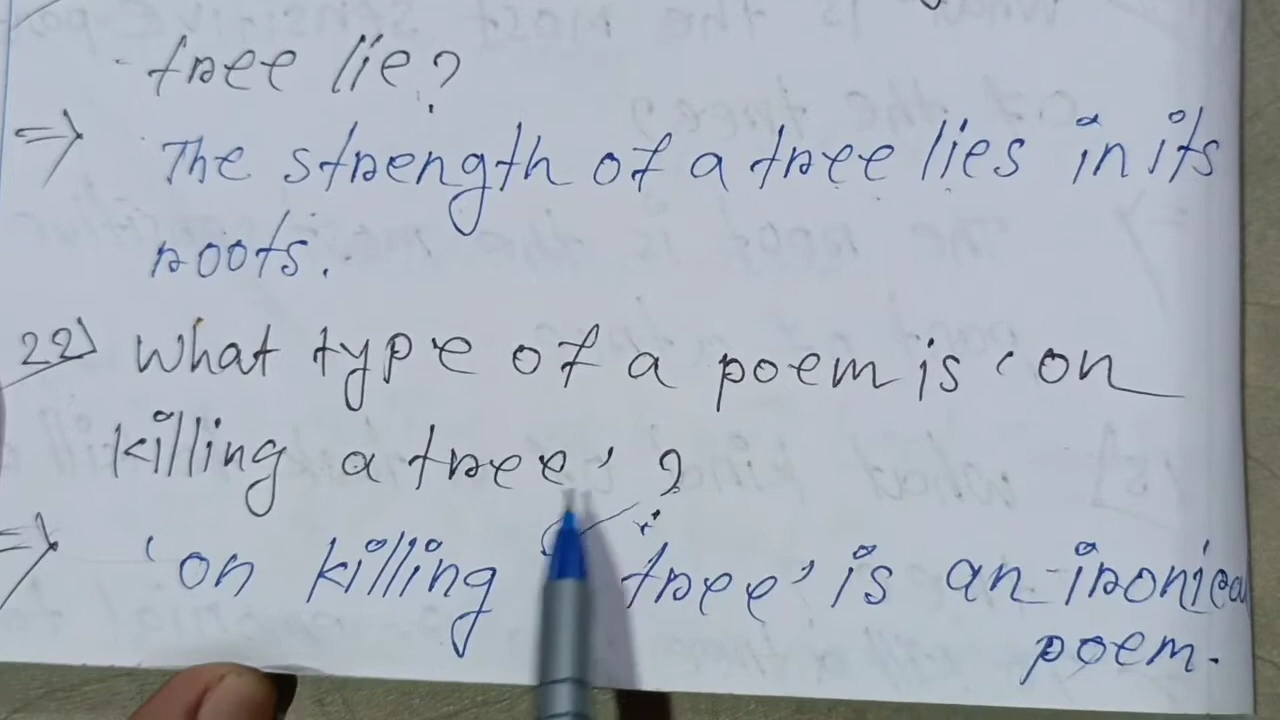 tree lie?
=> The strength of a tree lies in its
roots.
22) What type of a poem is 'on
killing a tree'?
=> 'on killing tree' is an ironical
poem.